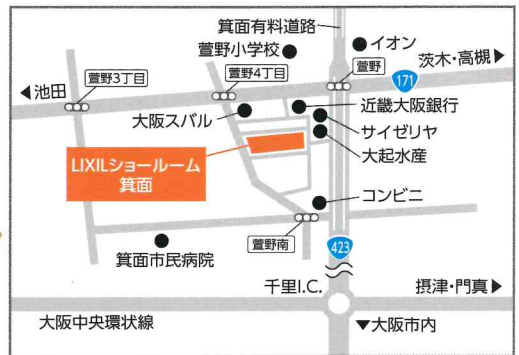 箕面有料道路
萱野小学校
イオン
茨木・高槻▶
◀池田
萱野3丁目
萱野4丁目
萱野
171
大阪スバル
近畿大阪銀行
サイゼリヤ
大起水産
LIXILショールーム
箕面
コンビニ
萱野南
423
箕面市民病院
千里I.C.
摂津・門真▶
大阪中央環状線
▼大阪市内